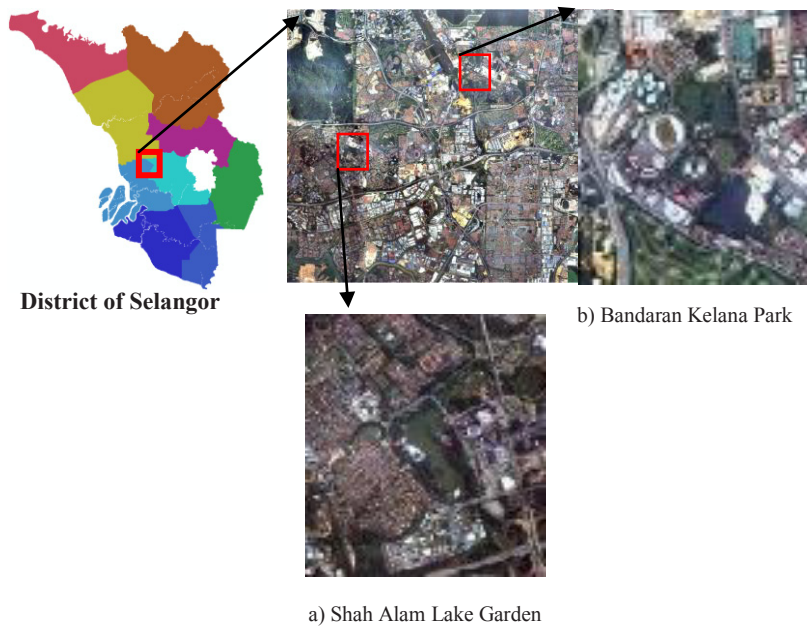 District of Selangor
b) Bandaran Kelana Park
a) Shah Alam Lake Garden